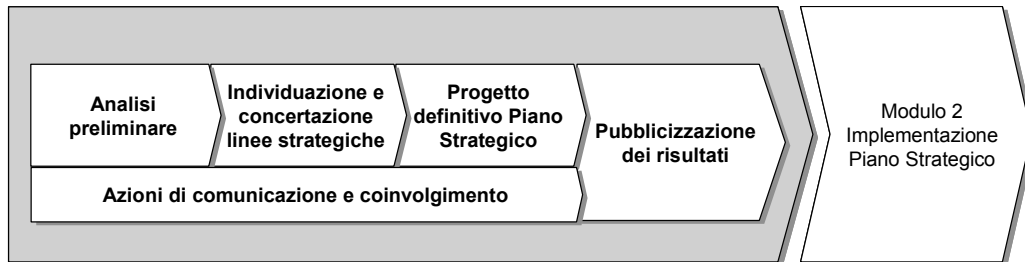 Analisi
preliminare
Individuazione e
concertazione
linee strategiche
Progetto
definitivo Piano
Strategico
Pubblicizzazione
dei risultati
Azioni di comunicazione e coinvolgimento
Modulo 2
Implementazione
Piano Strategico